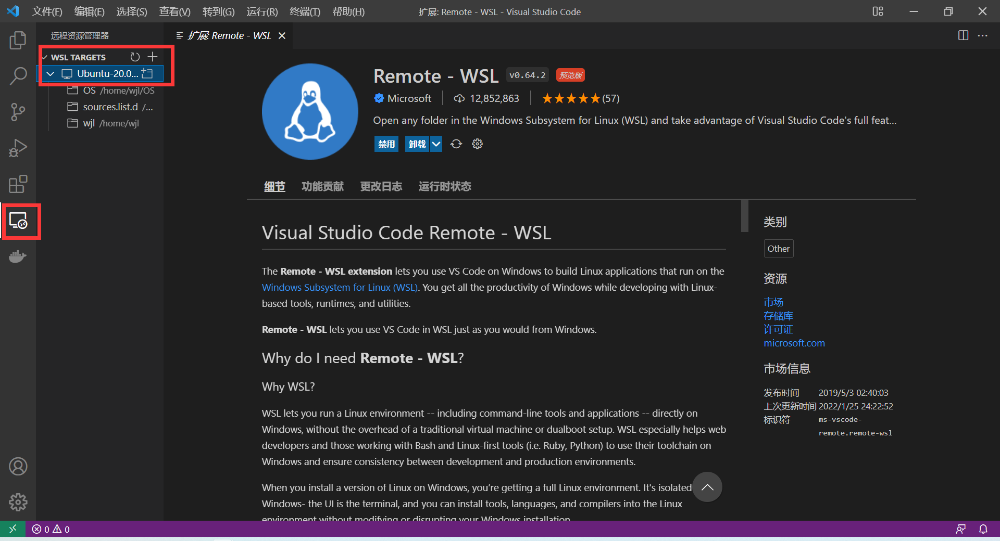 文件(F) 编辑(E) 选择(S) 查看(V) 转到(G) 运行(R) 终端(T) 帮助(H) 扩展: Remote - WSL - Visual Studio Code
远程资源管理器
扩展: Remote - WSL
WSL TARGETS
Ubuntu-20.0...
OS /home/wjl/OS
sources.list.d /...
wjl /home/wjl
Remote - WSL v0.64.2 预览版
Microsoft 12,852,863 ★★★★★(57)
Open any folder in the Windows Subsystem for Linux (WSL) and take advantage of Visual Studio Code's full feat...
禁用 卸载
细节 功能贡献 更改日志 运行时状态
Visual Studio Code Remote - WSL
The Remote - WSL extension lets you use VS Code on Windows to build Linux applications that run on the
Windows Subsystem for Linux (WSL). You get all the productivity of Windows while developing with Linux-
based tools, runtimes, and utilities.
Remote - WSL lets you use VS Code in WSL just as you would from Windows.
Why do I need Remote - WSL?
Why WSL?
WSL lets you run a Linux environment -- including command-line tools and applications -- directly on
Windows, without the overhead of a traditional virtual machine or dualboot setup. WSL especially helps web
developers and those working with Bash and Linux-first tools (i.e. Ruby, Python) to use their toolchain on
Windows and ensure consistency between development and production environments.
When you install a version of Linux on Windows, you’re getting a full Linux environment. It's isolated
Windows- the UI is the terminal, and you can install tools, languages, and compilers into the Linux
environment without modifying or disrupting your Windows installation.
类别
Other
资源
市场
存储库
许可证
microsoft.com
市场信息
发布时间 2019/5/3 02:40:03
上次更新时间 2022/1/25 24:22:52
标识符 ms-vscode-
remote.remote-wsl
0 0